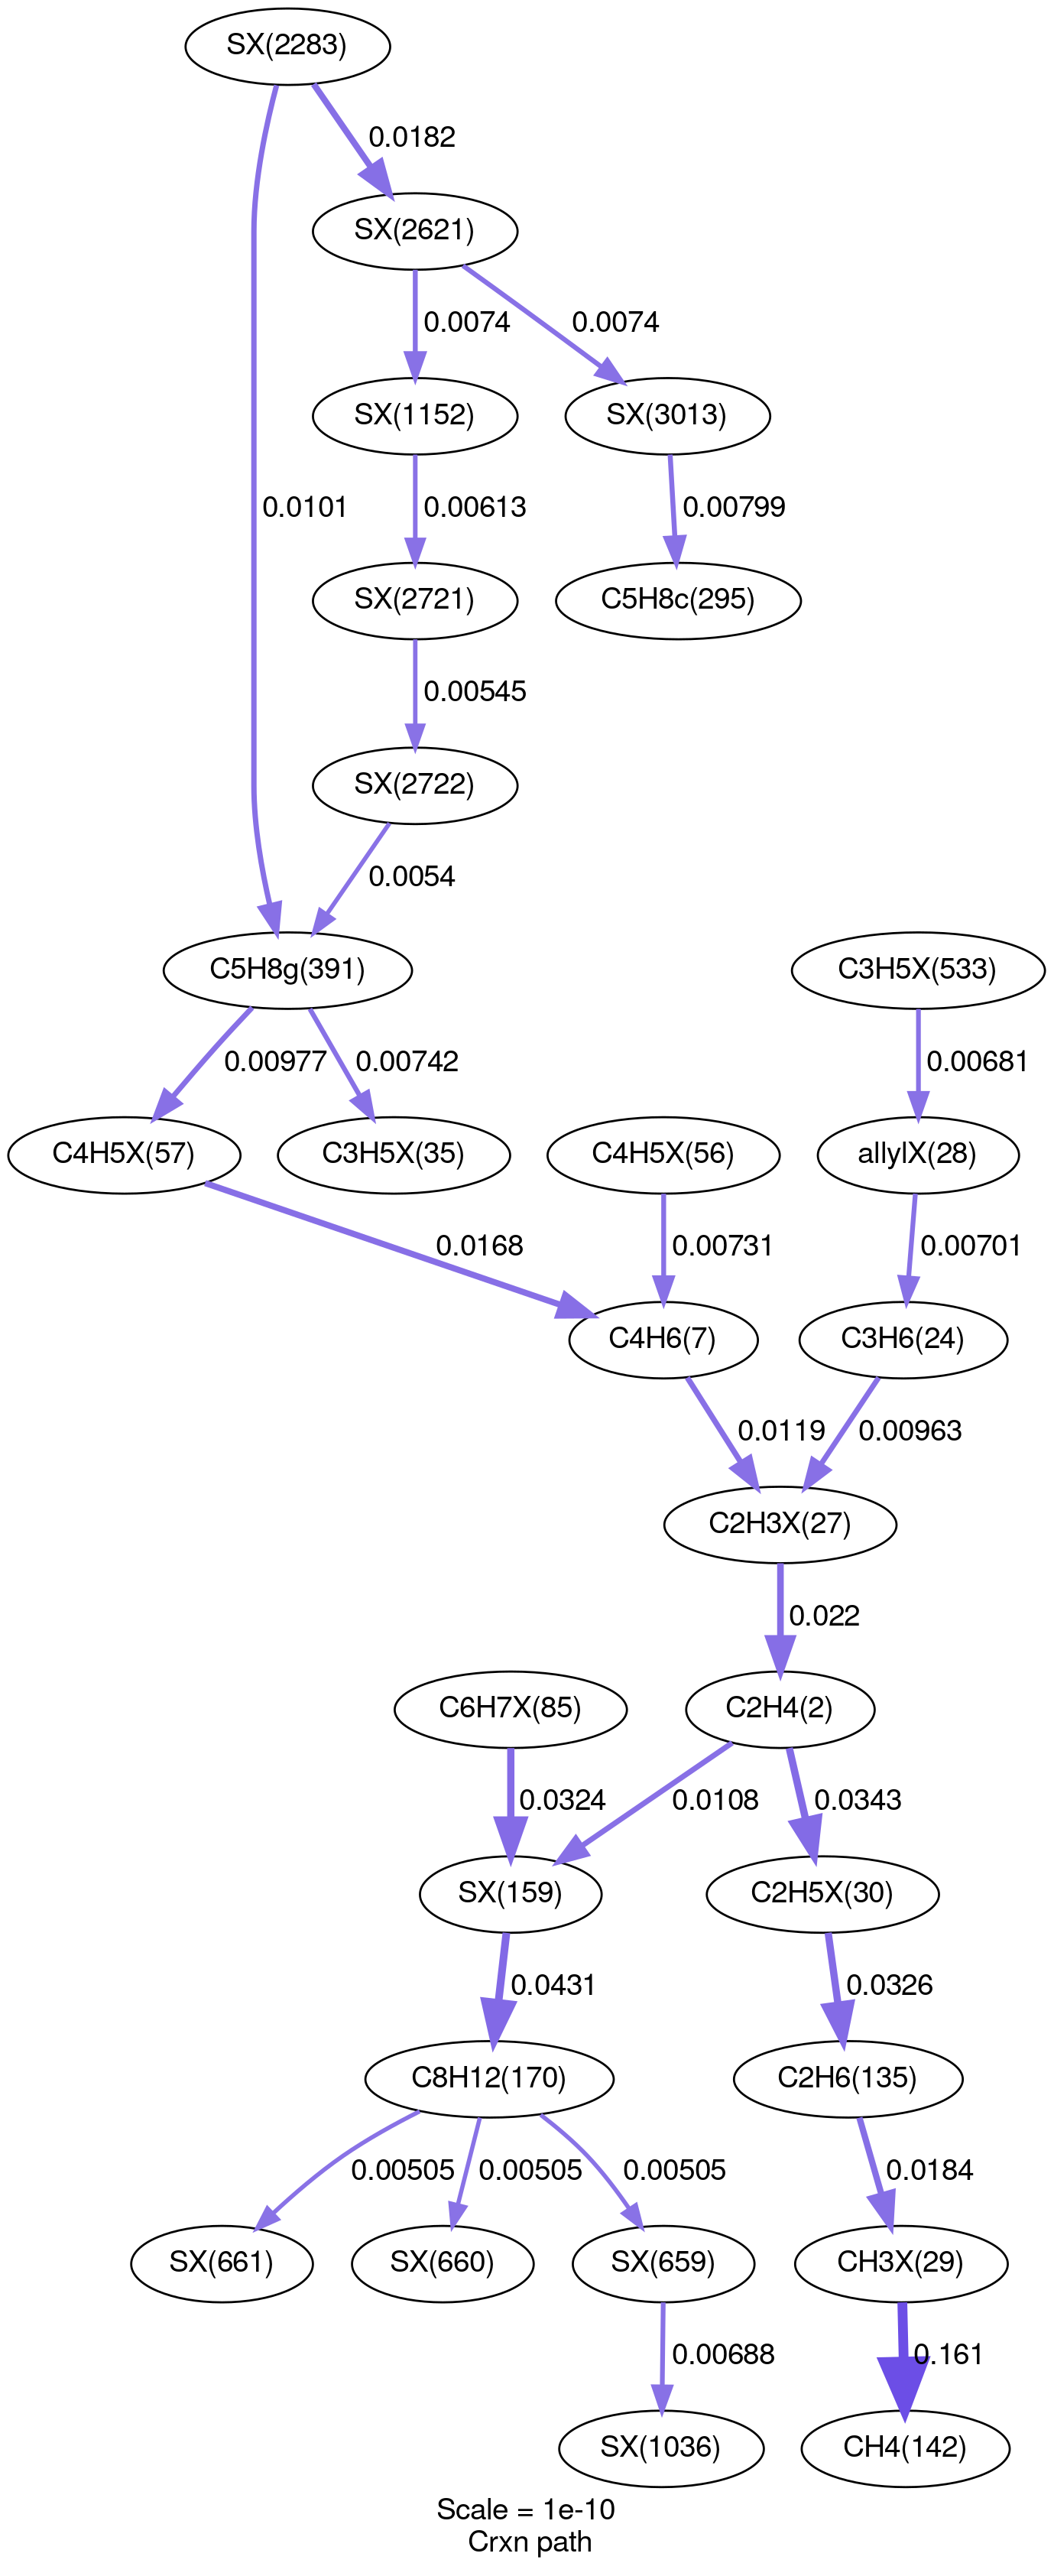 SX(2283)
0.0182
SX(2621)
0.0074
0.0074
SX(1152)
SX(3013)
0.0101
0.00613
0.00799
SX(2721)
C5H8c(295)
0.00545
SX(2722)
0.0054
C5H8g(391)
C3H5X(533)
0.00977
0.00742
0.00681
C4H5X(57)
C3H5X(35)
C4H5X(56)
allylX(28)
0.0168
0.00731
0.00701
C4H6(7)
C3H6(24)
0.0119
0.00963
C2H3X(27)
0.022
C6H7X(85)
C2H4(2)
0.0324
0.0108
0.0343
SX(159)
C2H5X(30)
0.0431
0.0326
C8H12(170)
C2H6(135)
0.00505
0.00505
0.00505
0.0184
SX(661)
SX(660)
SX(659)
CH3X(29)
0.00688
0.161
SX(1036)
CH4(142)
Scale = 1e-10
Crxn path